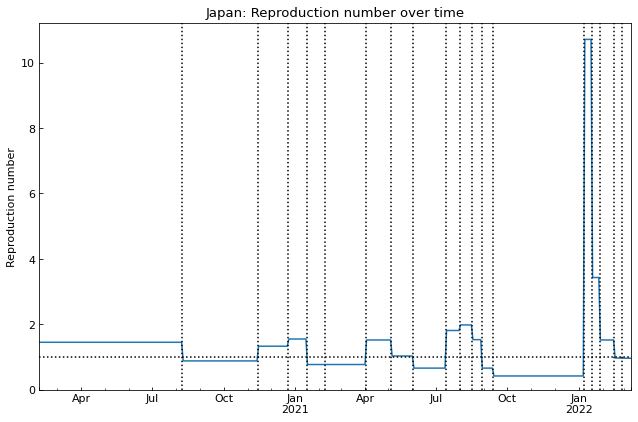 Japan: Reproduction number over time
Reproduction number
10
8
6
4
2
0
Apr
Jul
Oct
Jan
2021
Apr
Jul
Oct
Jan
2022